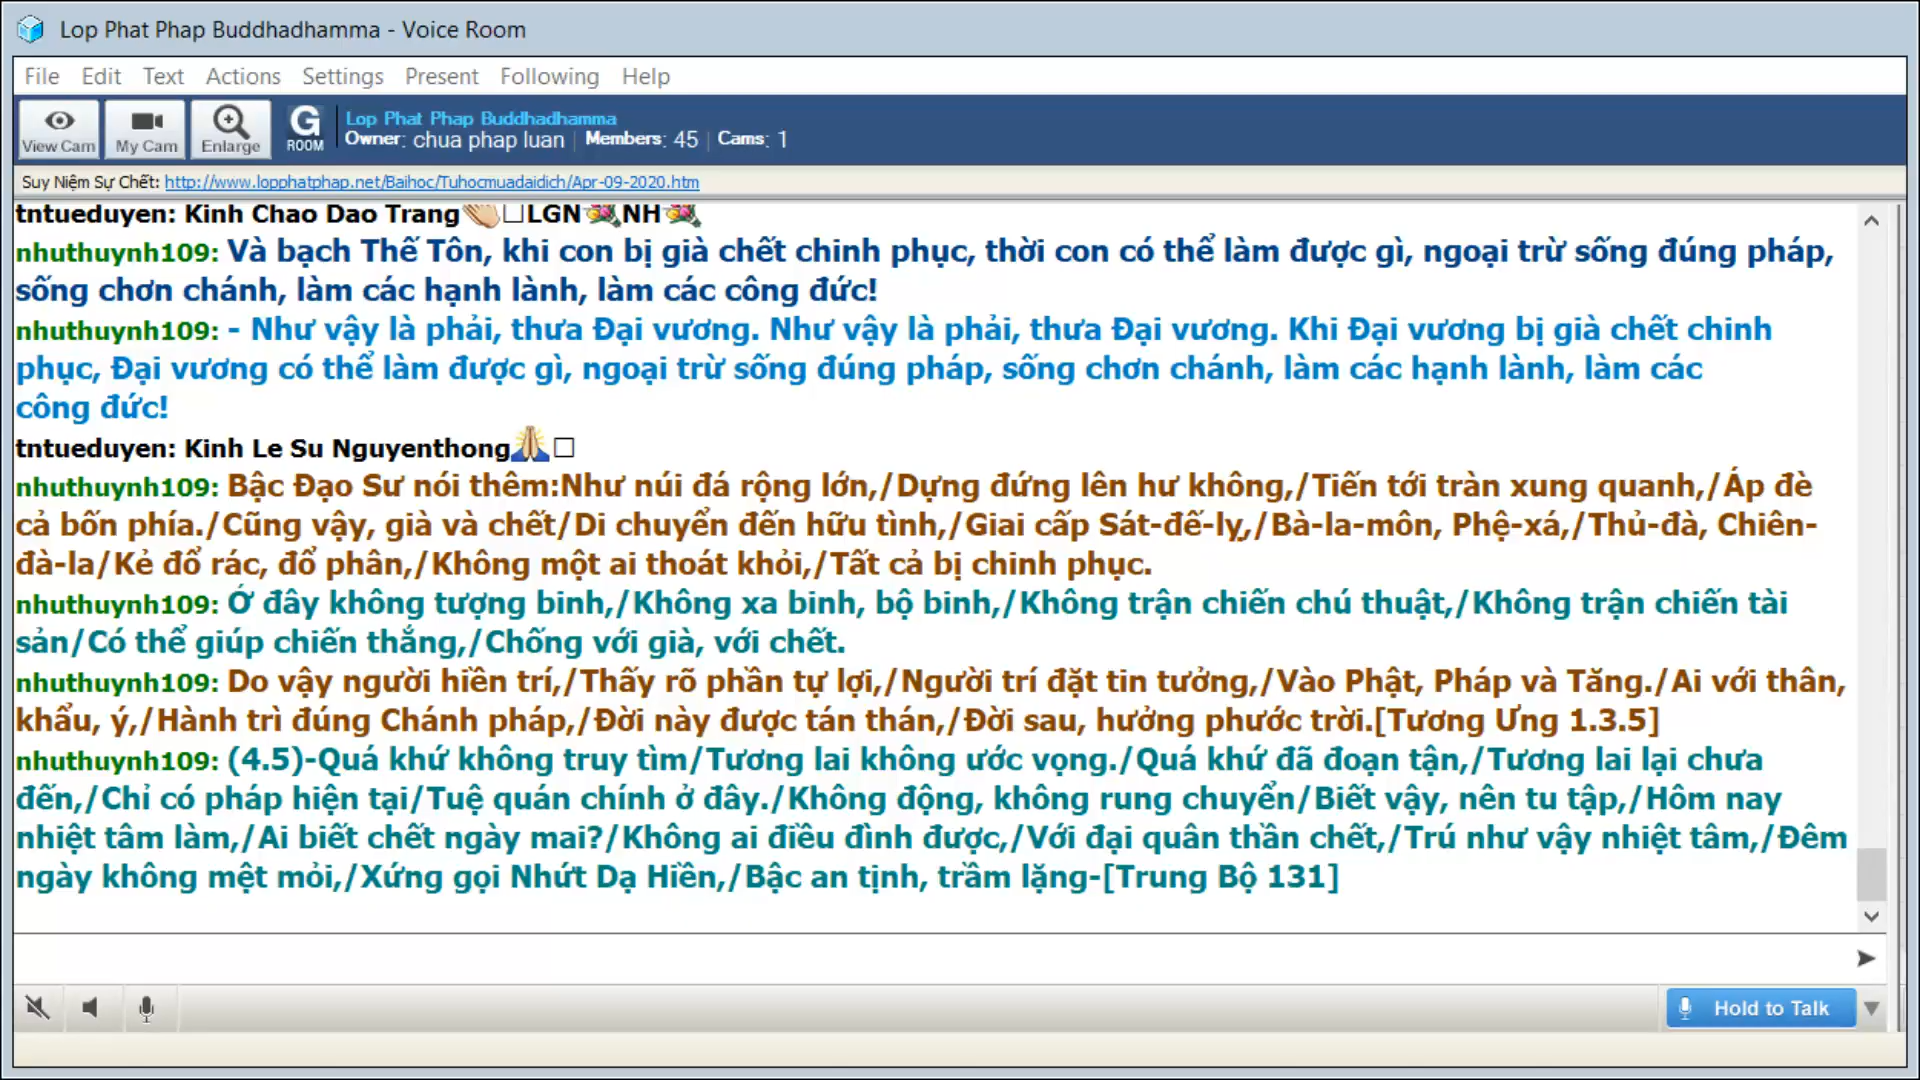 Lop Phat Phap Buddhadhamma - Voice Room
File Edit Text Actions Settings Present Following Help
View Cam My Cam Enlarge G ROOM
Lop Phat Phap Buddhadhamma
Owner: chua phap luan | Members: 45 | Cams: 1
Suy Niệm Sự Chết: http://www.lopphatphap.net/Baihoc/Tuhocmuadaidich/Apr-09-2020.htm
tntueduyen: Kinh Chao Dao Trang👏□LGN💐NH💐
nhuthuynh109: Và bạch Thế Tôn, khi con bị già chết chinh phục, thời con có thể làm được gì, ngoại trừ sống đúng pháp,
sống chơn chánh, làm các hạnh lành, làm các công đức!
nhuthuynh109: - Như vậy là phải, thưa Đại vương. Như vậy là phải, thưa Đại vương. Khi Đại vương bị già chết chinh
phục, Đại vương có thể làm được gì, ngoại trừ sống đúng pháp, sống chơn chánh, làm các hạnh lành, làm các
công đức!
tntueduyen: Kinh Le Su Nguyenthong🙏□
nhuthuynh109: Bậc Đạo Sư nói thêm:Như núi đá rộng lớn,/Dựng đứng lên hư không,/Tiến tới tràn xung quanh,/Áp đè
cả bốn phía./Cũng vậy, già và chết/Di chuyển đến hữu tình,/Giai cấp Sát-đế-lỵ,/Bà-la-môn, Phệ-xá,/Thủ-đà, Chiên-
đà-la/Kẻ đổ rác, đổ phân,/Không một ai thoát khỏi,/Tất cả bị chinh phục.
nhuthuynh109: Ở đây không tượng binh,/Không xa binh, bộ binh,/Không trận chiến chú thuật,/Không trận chiến tài
sản/Có thể giúp chiến thắng,/Chống với già, với chết.
nhuthuynh109: Do vậy người hiền trí,/Thấy rõ phần tự lợi,/Người trí đặt tin tưởng,/Vào Phật, Pháp và Tăng./Ai với thân,
khẩu, ý,/Hành trì đúng Chánh pháp,/Đời này được tán thán,/Đời sau, hưởng phước trời.[Tương Ưng 1.3.5]
nhuthuynh109: (4.5)-Quá khứ không truy tìm/Tương lai không ước vọng./Quá khứ đã đoạn tận,/Tương lai lại chưa
đến,/Chỉ có pháp hiện tại/Tuệ quán chính ở đây./Không động, không rung chuyển/Biết vậy, nên tu tập,/Hôm nay
nhiệt tâm làm,/Ai biết chết ngày mai?/Không ai điều đình được,/Với đại quân thần chết,/Trú như vậy nhiệt tâm,/Đêm
ngày không mệt mỏi,/Xứng gọi Nhứt Dạ Hiền,/Bậc an tịnh, trầm lặng-[Trung Bộ 131]
Hold to Talk